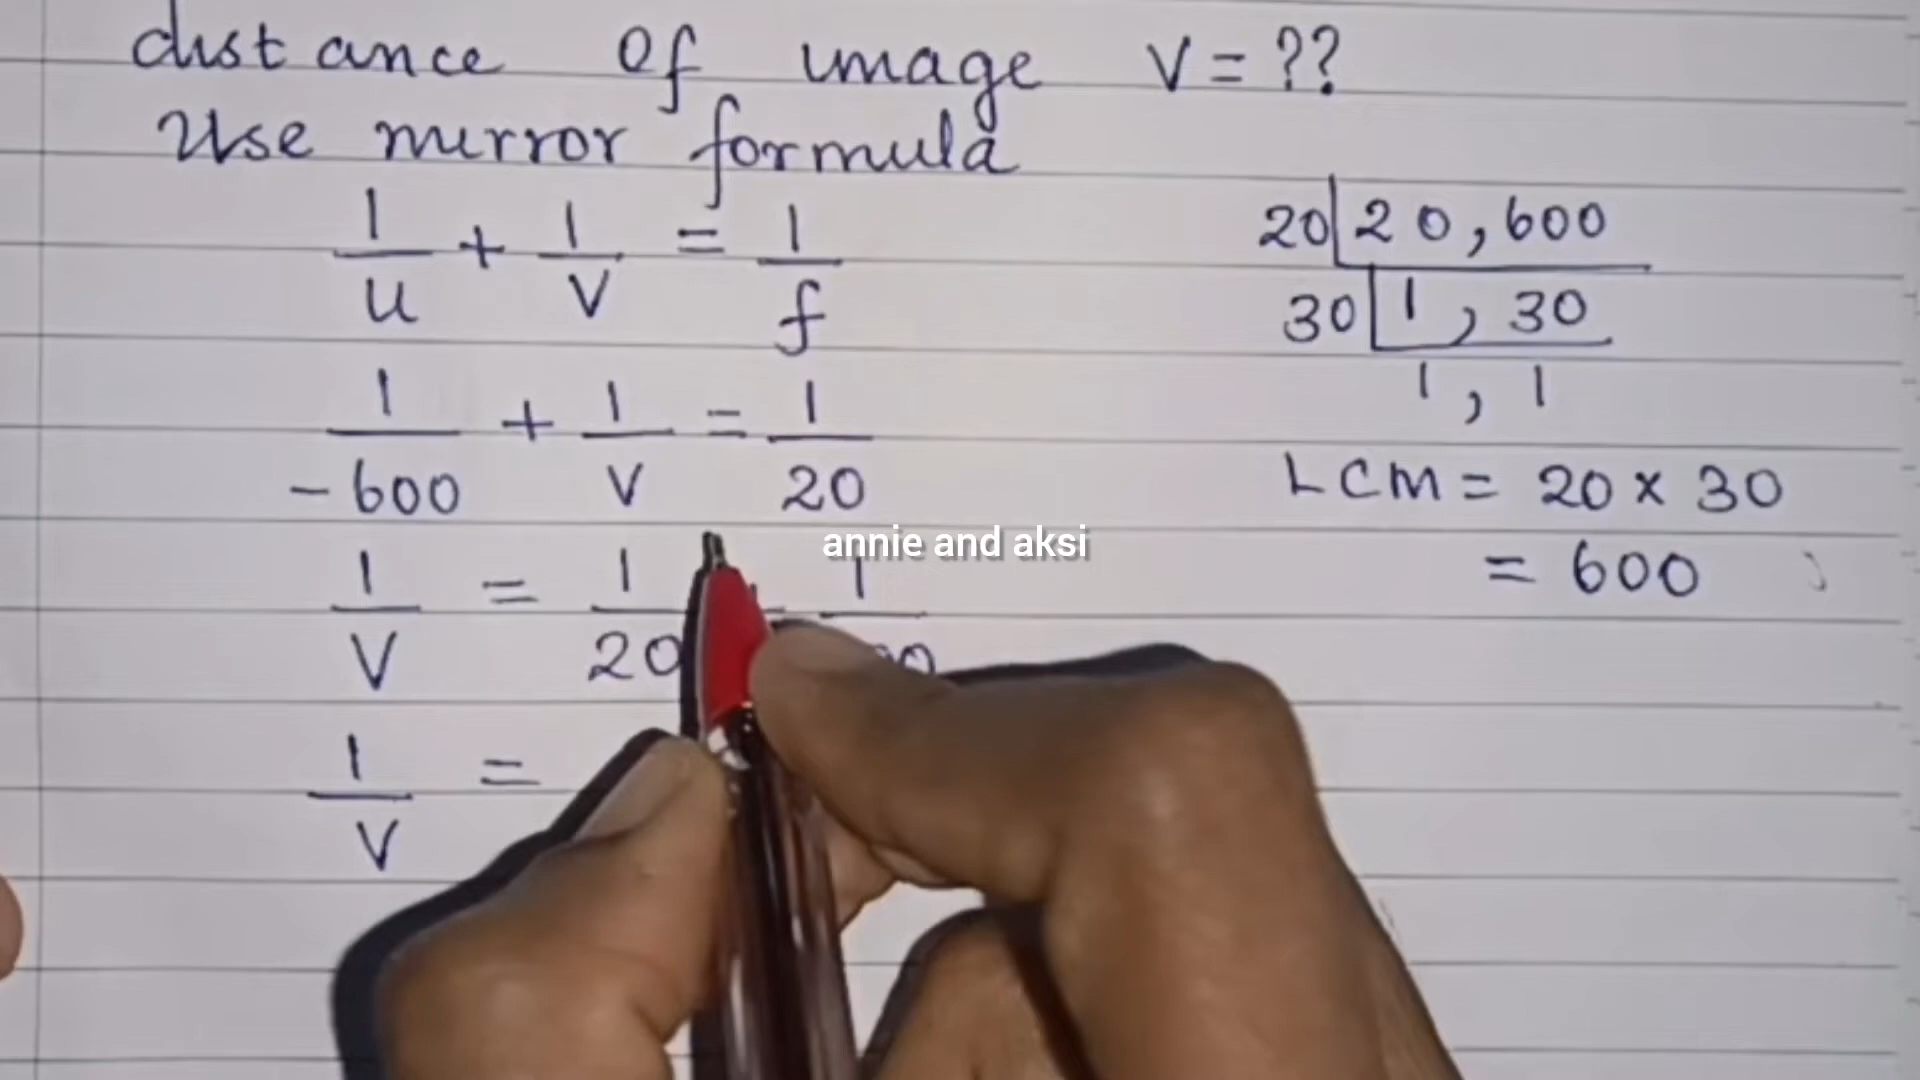 distance of image V = ??
Use mirror formula
1/u + 1/V = 1/f
1/-600 + 1/V = 1/20
1/V = 1/20 1/
1/V =
20 | 20, 600
30 | 1, 30
1, 1
LCM = 20 x 30
= 600
annie and aksi